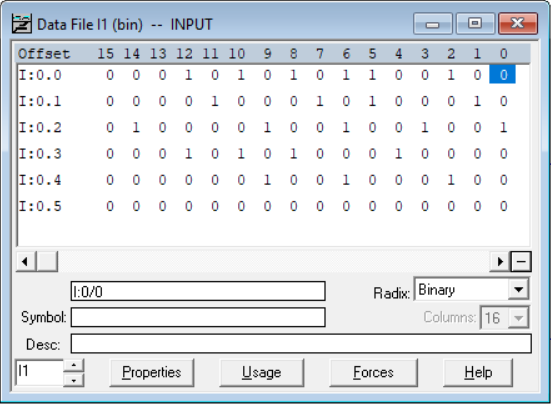 Data File I1 (bin) -- INPUT
Offset 15 14 13 12 11 10 9 8 7 6 5 4 3 2 1 0
I:0.0 0 0 0 1 0 1 0 1 0 1 1 0 0 1 0 0
I:0.1 0 0 0 0 1 0 0 0 1 0 1 0 0 0 1 0
I:0.2 0 1 0 0 0 0 1 0 0 1 0 0 1 0 0 1
I:0.3 0 0 0 1 0 1 0 1 0 0 0 1 0 0 0 0
I:0.4 0 0 0 0 0 0 1 0 0 1 0 0 0 1 0 0
I:0.5 0 0 0 0 0 0 0 0 0 0 0 0 0 0 0 0
I:0/0 Radix: Binary
Symbol: Columns: 16
Desc:
I1 Properties Usage Forces Help